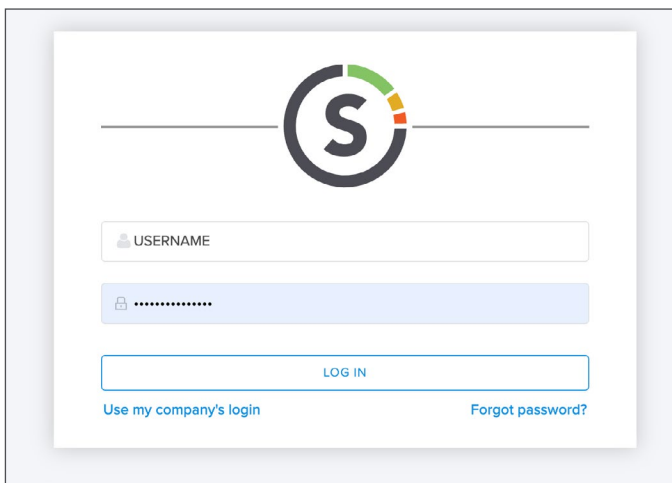 S
USERNAME
•••••••••••••••
LOG IN
Use my company's login
Forgot password?